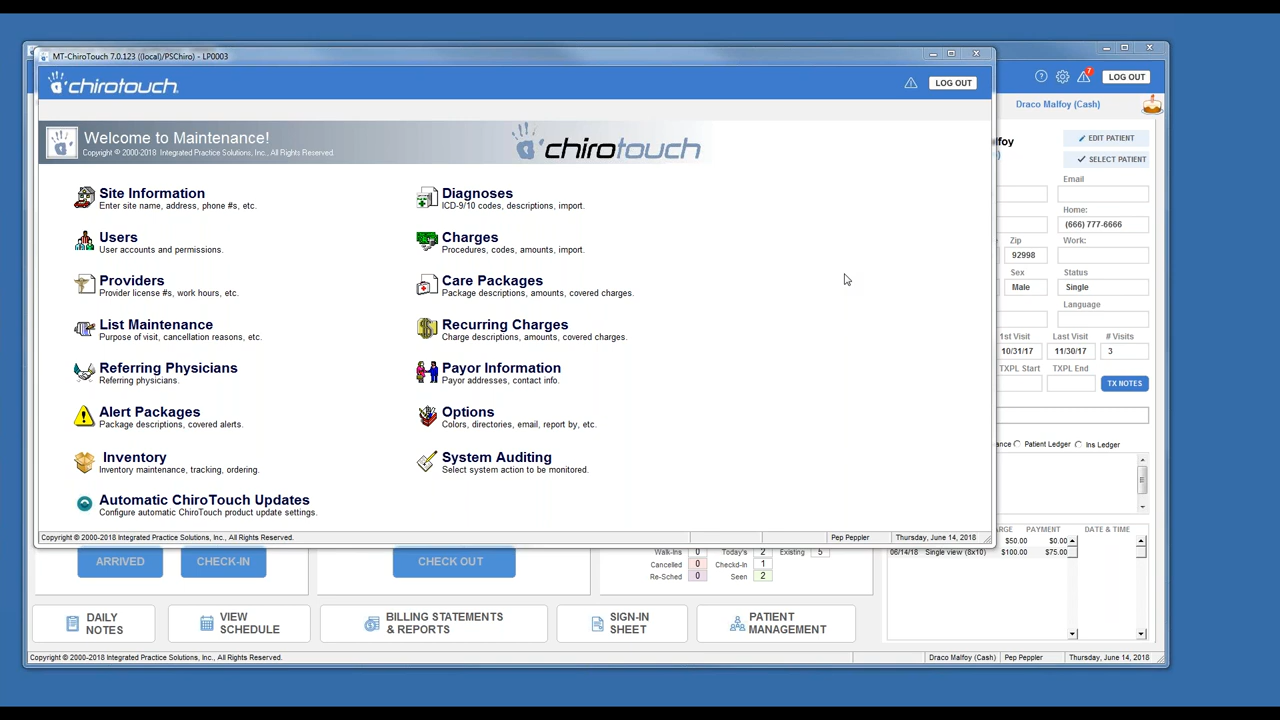 MT-ChiroTouch 7.0.123 ((local)/PSChiro) - LP0003
chirotouch.
LOG OUT
7
LOG OUT
Draco Malfoy (Cash)
Welcome to Maintenance!
Copyright © 2000-2018 Integrated Practice Solutions, Inc., All Rights Reserved.
chirotouch
Site Information
Enter site name, address, phone #s, etc.
Users
User accounts and permissions.
Providers
Provider license #s, work hours, etc.
List Maintenance
Purpose of visit, cancellation reasons, etc.
Referring Physicians
Referring physicians.
Alert Packages
Package descriptions, covered alerts.
Inventory
Inventory maintenance, tracking, ordering.
Automatic ChiroTouch Updates
Configure automatic ChiroTouch product update settings.
Diagnoses
ICD-9/10 codes, descriptions, import.
Charges
Procedures, codes, amounts, import.
Care Packages
Package descriptions, amounts, covered charges.
Recurring Charges
Charge descriptions, amounts, covered charges.
Payor Information
Payor addresses, contact info.
Options
Colors, directories, email, report by, etc.
System Auditing
Select system action to be monitored.
Copyright © 2000-2018 Integrated Practice Solutions, Inc., All Rights Reserved.
Pep Peppler
Thursday, June 14, 2018
lfoy
EDIT PATIENT
SELECT PATIENT
Email
Home:
(666) 777-6666
Zip
Work:
92998
Sex
Status
Male
Single
Language
1st Visit
Last Visit
# Visits
10/31/17
11/30/17
3
TXPL Start
TXPL End
TX NOTES
ance
Patient Ledger
Ins Ledger
ARGE PAYMENT DATE & TIME
$50.00 $0.00
06/14/18 Single view (8x10) $100.00 $75.00
ARRIVED
CHECK-IN
CHECK OUT
Walk-Ins 0 Today's 2 Existing 5
Cancelled 0 Checkd-In 1
Re-Sched 0 Seen 2
DAILY NOTES
VIEW SCHEDULE
BILLING STATEMENTS & REPORTS
SIGN-IN SHEET
PATIENT MANAGEMENT
Copyright © 2000-2018 Integrated Practice Solutions, Inc., All Rights Reserved.
Draco Malfoy (Cash)
Pep Peppler
Thursday, June 14, 2018